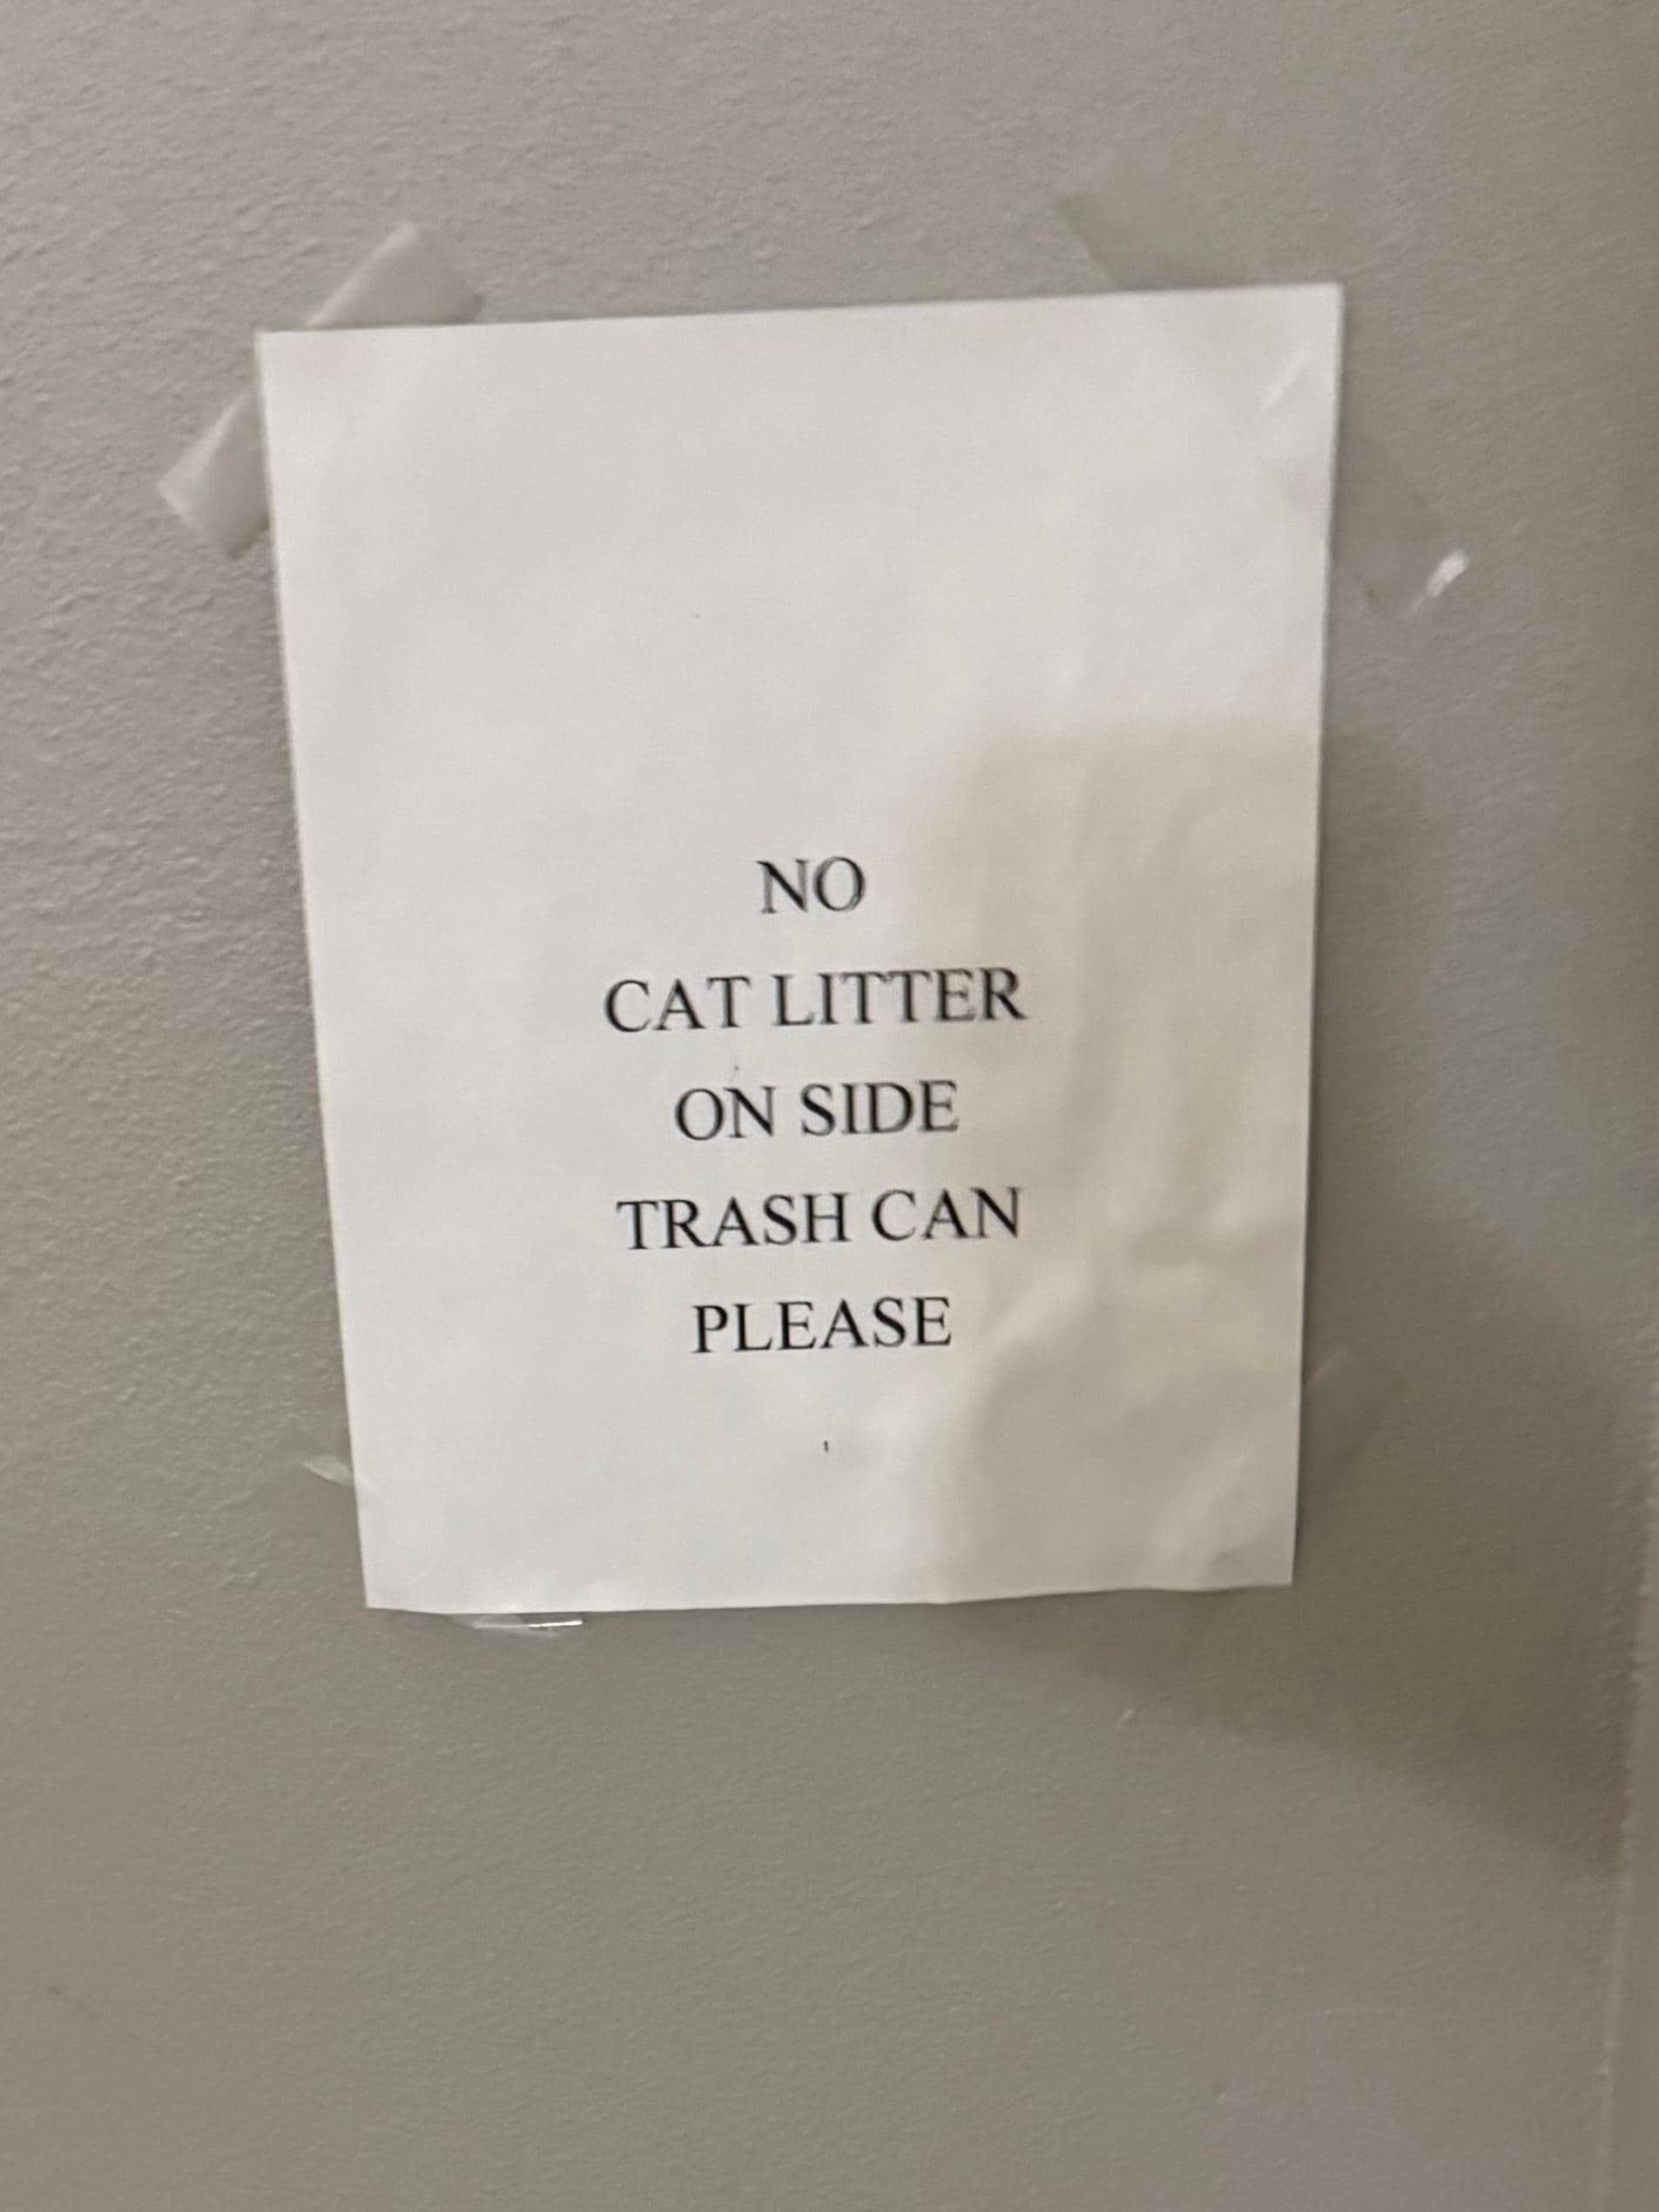 NO
CAT LITTER
ON SIDE
TRASH CAN
PLEASE